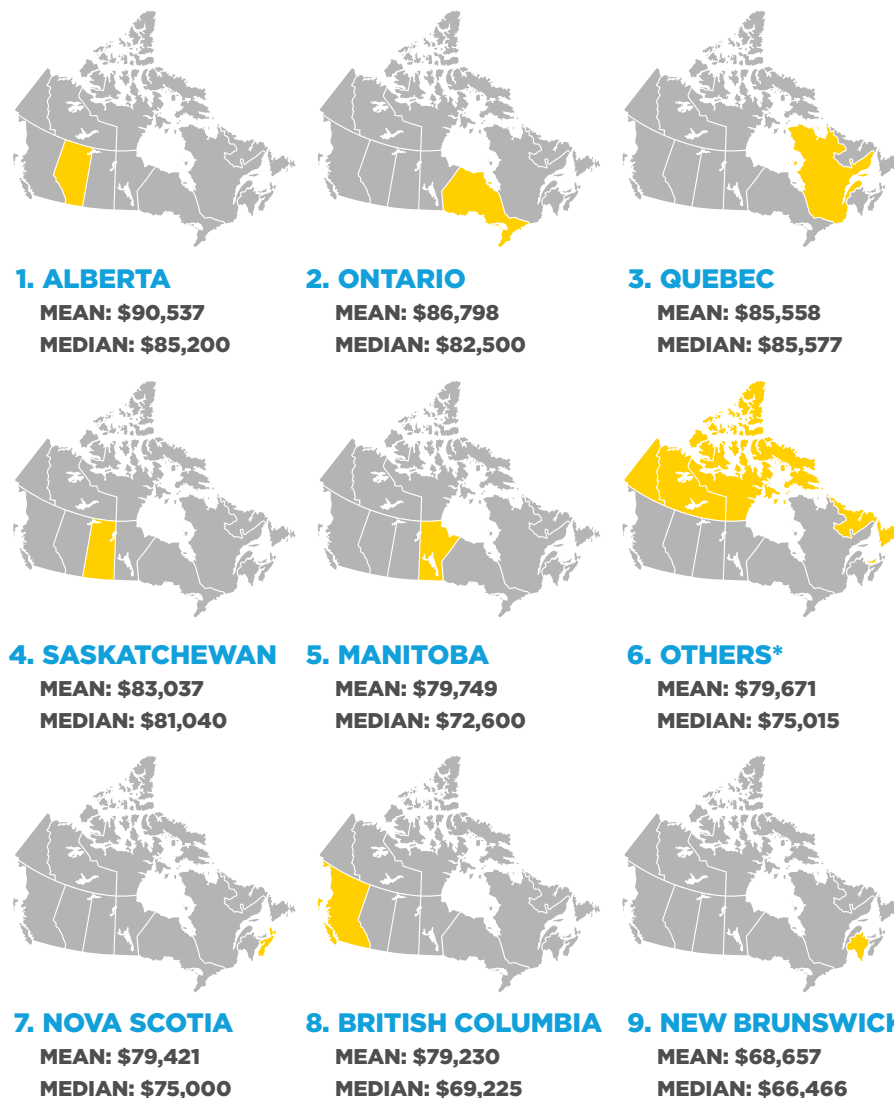 1. ALBERTA
MEAN: $90,537
MEDIAN: $85,200
2. ONTARIO
MEAN: $86,798
MEDIAN: $82,500
3. QUEBEC
MEAN: $85,558
MEDIAN: $85,577
4. SASKATCHEWAN
MEAN: $83,037
MEDIAN: $81,040
5. MANITOBA
MEAN: $79,749
MEDIAN: $72,600
6. OTHERS*
MEAN: $79,671
MEDIAN: $75,015
7. NOVA SCOTIA
MEAN: $79,421
MEDIAN: $75,000
8. BRITISH COLUMBIA
MEAN: $79,230
MEDIAN: $69,225
9. NEW BRUNSWICK
MEAN: $68,657
MEDIAN: $66,466